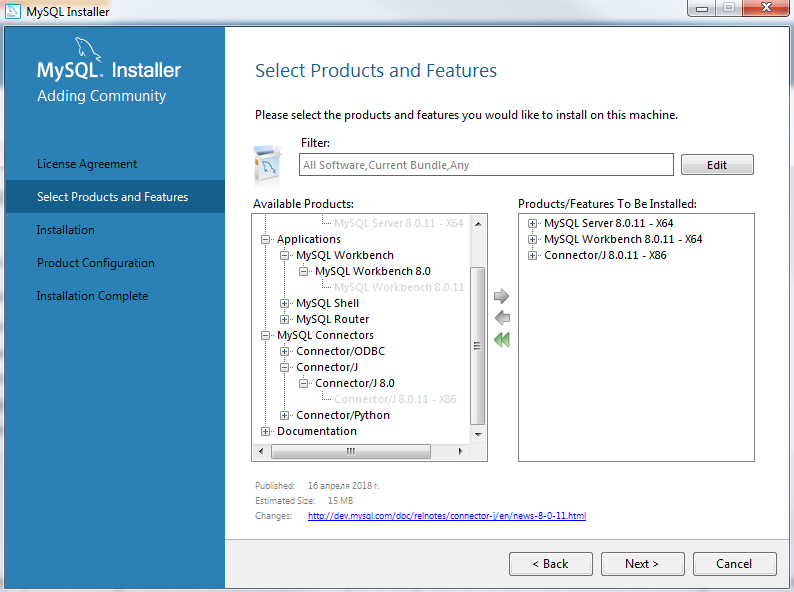 MySQL Installer
MySQL. Installer
Adding Community
License Agreement
Select Products and Features
Installation
Product Configuration
Installation Complete
Select Products and Features
Please select the products and features you would like to install on this machine.
Filter:
All Software,Current Bundle,Any
Edit
Available Products:
MySQL Server 8.0.11 - X64
Applications
MySQL Workbench
MySQL Workbench 8.0
MySQL Workbench 8.0.11
MySQL Shell
MySQL Router
MySQL Connectors
Connector/ODBC
Connector/J
Connector/J 8.0
Connector/J 8.0.11 - X86
Connector/Python
Documentation
Products/Features To Be Installed:
MySQL Server 8.0.11 - X64
MySQL Workbench 8.0.11 - X64
Connector/J 8.0.11 - X86
Published: 16 апреля 2018 г.
Estimated Size: 15 MB
Changes: http://dev.mysql.com/doc/relnotes/connector-j/en/news-8-0-11.html
< Back
Next >
Cancel